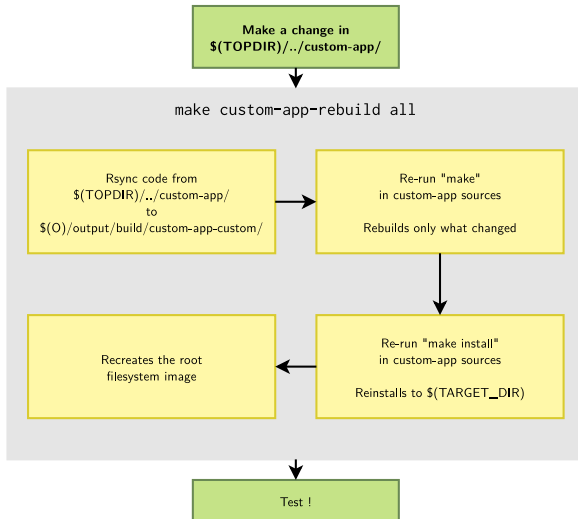 Make a change in
$(TOPDIR)/../custom-app/
make custom-app-rebuild all
Rsync code from
$(TOPDIR)/../custom-app/
to
$(O)/output/build/custom-app-custom/
Re-run "make"
in custom-app sources
Rebuilds only what changed
Re-run "make install"
in custom-app sources
Reinstalls to $(TARGET_DIR)
Recreates the root
filesystem image
Test !